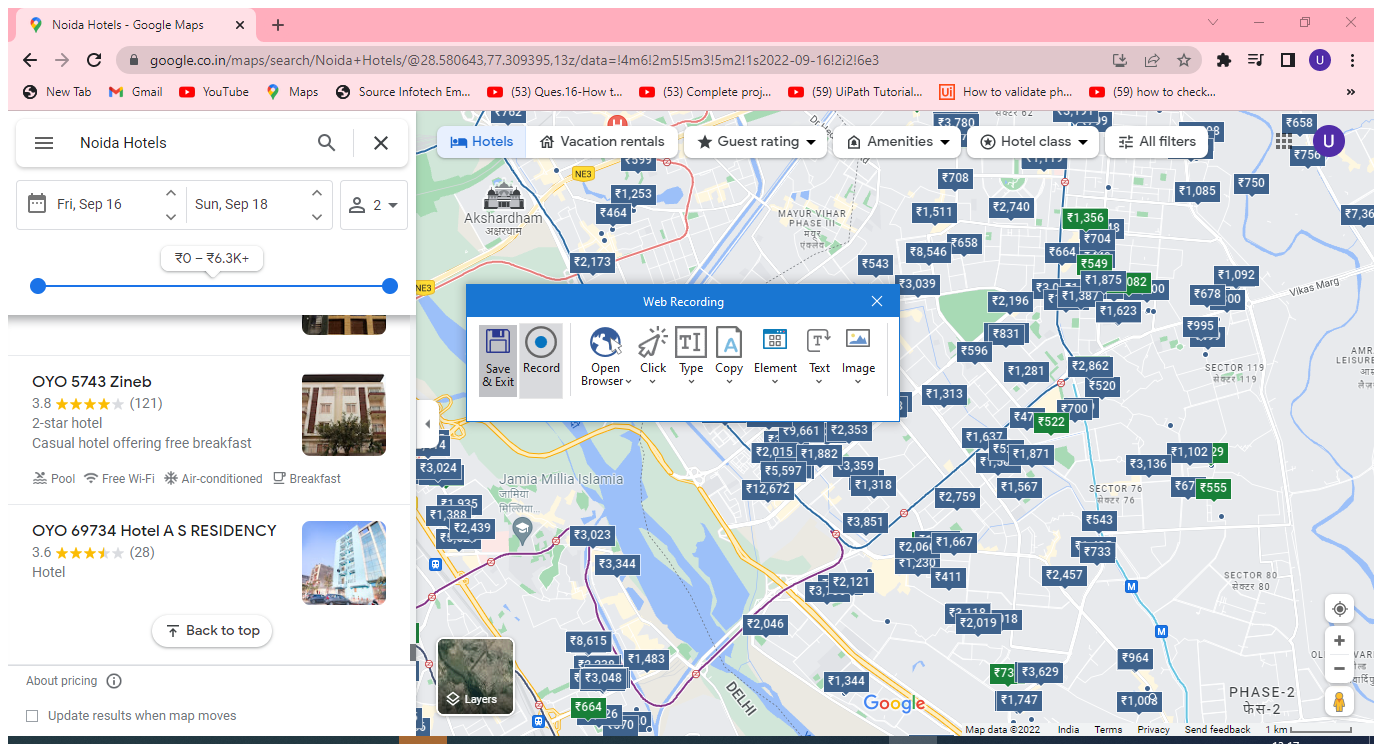 Noida Hotels - Google Maps
google.co.in/maps/search/Noida+Hotels/@28.580643,77.309395,13z/data=!4m6!2m5!5m3!5m2!1s2022-09-16!2i2!6e3
U
New Tab
Gmail
YouTube
Maps
Source Infotech Em...
(53) Ques.16-How t...
(53) Complete proj...
(59) UiPath Tutorial...
How to validate ph...
(59) how to check...
Noida Hotels
Fri, Sep 16
Sun, Sep 18
2
₹0 – ₹6.3K+
OYO 5743 Zineb
3.8 (121)
2-star hotel
Casual hotel offering free breakfast
Pool Free Wi-Fi Air-conditioned Breakfast
OYO 69734 Hotel A S RESIDENCY
3.6 (28)
Hotel
Back to top
About pricing
Update results when map moves
Hotels
Vacation rentals
Guest rating
Amenities
Hotel class
All filters
U
₹3,780
₹658
₹756
₹599
NE3
₹1,253
₹464
Akshardham
अक्षरधाम
MAYUR VIHAR
PHASE III
मयूर
₹708
₹1,085
₹750
₹1,511
₹2,740
₹1,356
₹704
₹8,546
₹658
₹664
₹549
₹2,173
₹543
₹1,875
₹1,092
NE3
₹3,039
₹2,196
₹1,387
₹678
Vikas Marg
₹1,623
₹831
₹995
₹596
SECTOR 119
₹1,281
₹2,862
₹520
₹1,313
₹700
₹522
Web Recording
Save
& Exit
Record
Open
Browser
Click
Type
Copy
Element
Text
Image
₹9,661
₹2,353
₹1,637
₹2,015
₹1,882
₹1,871
₹1,102
₹3,024
₹5,597
₹3,359
₹3,136
Jamia Millia Islamia
जामिया
मिल्लिया...
₹12,672
₹1,318
₹1,567
₹555
SECTOR 76
सेक्टर 76
₹2,759
₹1,935
₹1,388
₹2,439
₹3,851
₹543
₹3,023
₹1,667
₹733
₹3,344
₹1,230
₹411
₹2,457
SECTOR 80
सेक्टर 80
₹2,121
₹2,046
₹3,118
₹2,019
₹8,615
₹1,483
₹964
₹3,048
₹3,629
₹1,344
₹1,747
₹1,008
₹664
DELHI
PHASE-2
फेस-2
Layers
Google
Map data ©2022 India Terms Privacy Send feedback 1 km